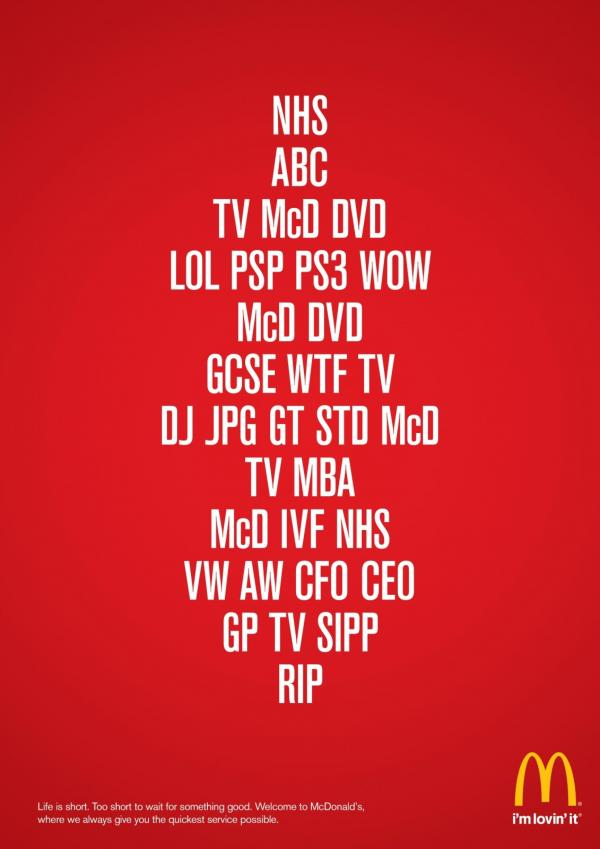 NHS
ABC
TV McD DVD
LOL PSP PS3 WOW
McD DVD
GCSE WTF TV
DJ JPG GT STD McD
TV MBA
McD IVF NHS
VW AW CFO CEO
GP TV SIPP
RIP
Life is short. Too short to wait for something good. Welcome to McDonald's,
where we always give you the quickest service possible.
i'm lovin' it®